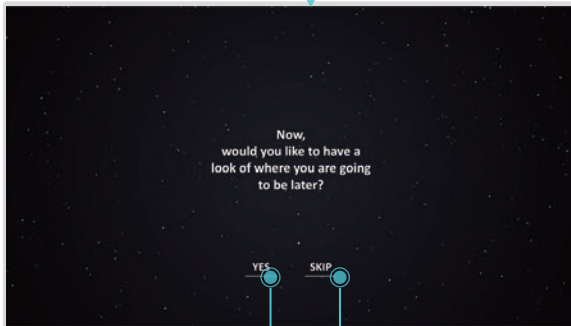 Now,
would you like to have a
look of where you are going
to be later?
YES
SKIP